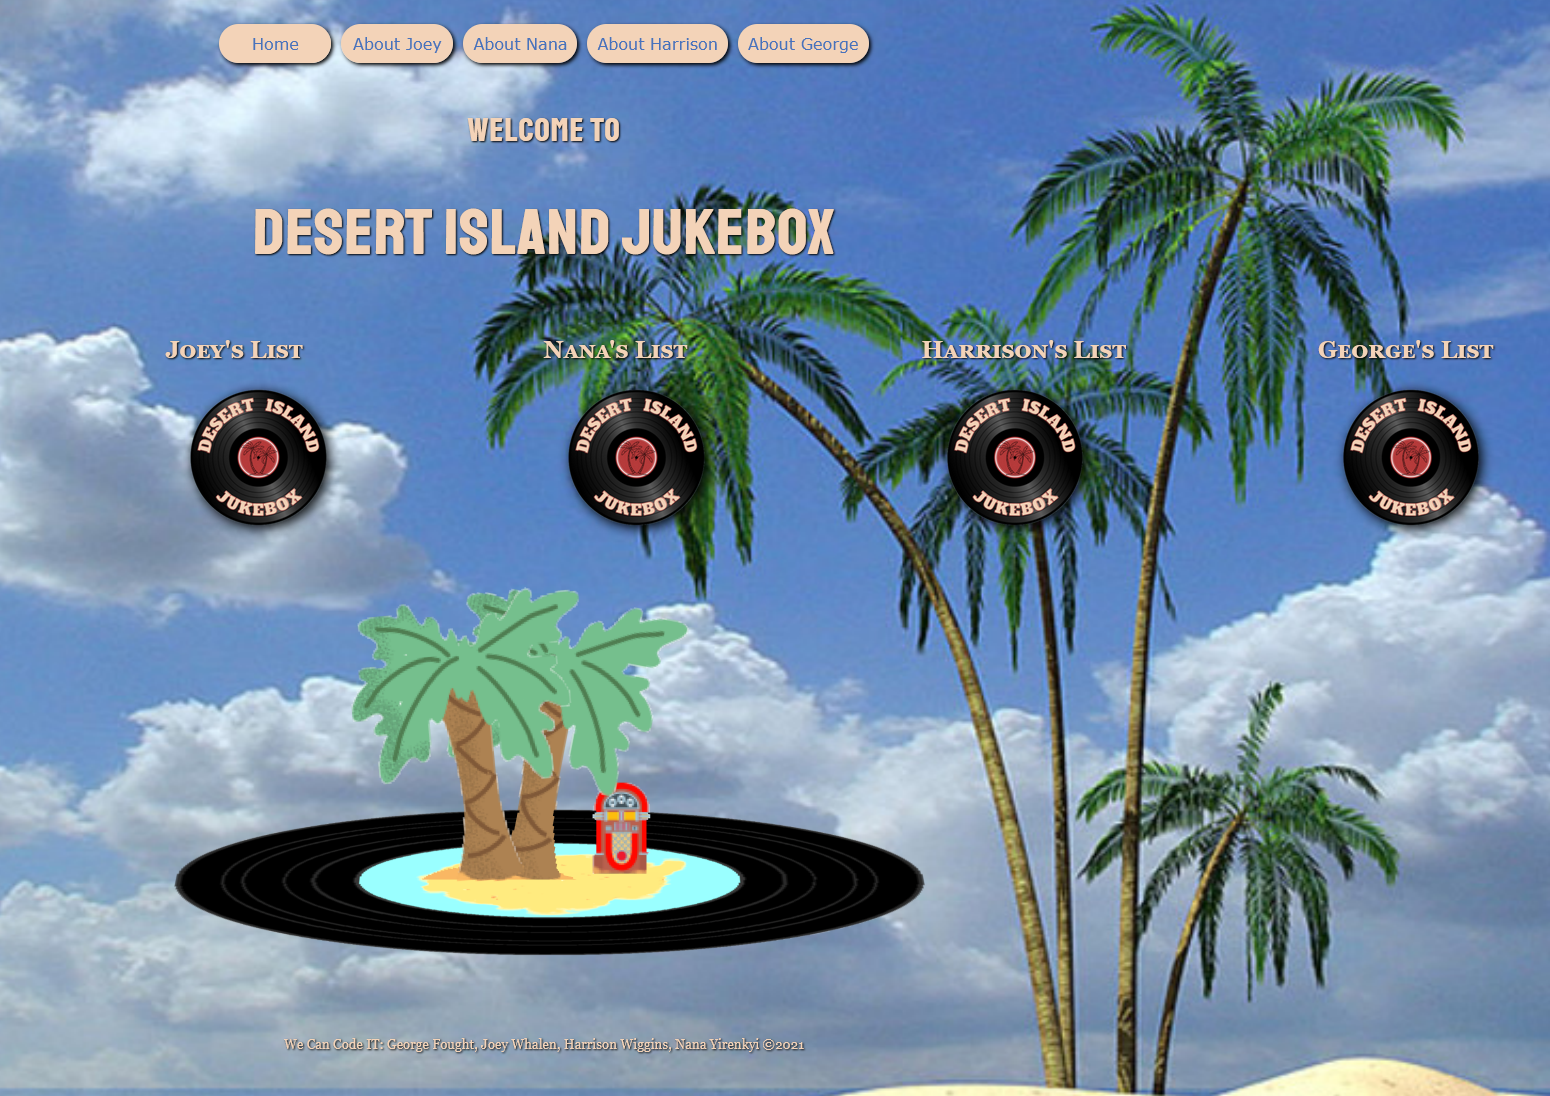 Home About Joey About Nana About Harrison About George
WELCOME TO
DESERT ISLAND JUKEBOX
Joey's List Nana's List Harrison's List George's List
DESERT ISLAND JUKEBOX
DESERT ISLAND JUKEBOX
DESERT ISLAND JUKEBOX
DESERT ISLAND JUKEBOX
We Can Code IT: George Fought, Joey Whalen, Harrison Wiggins, Nana Yirenkyi ©2021